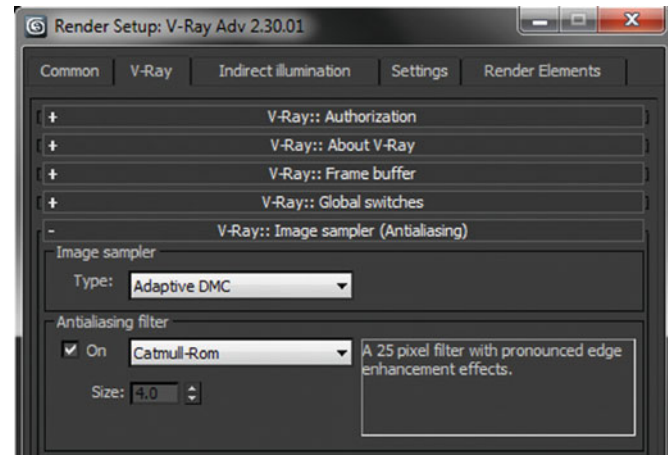 Render Setup: V-Ray Adv 2.30.01
Common V-Ray Indirect illumination Settings Render Elements
+ V-Ray:: Authorization
+ V-Ray:: About V-Ray
+ V-Ray:: Frame buffer
+ V-Ray:: Global switches
- V-Ray:: Image sampler (Antialiasing)
Image sampler
Type: Adaptive DMC
Antialiasing filter
On Catmull-Rom
A 25 pixel filter with pronounced edge
enhancement effects.
Size: 4.0